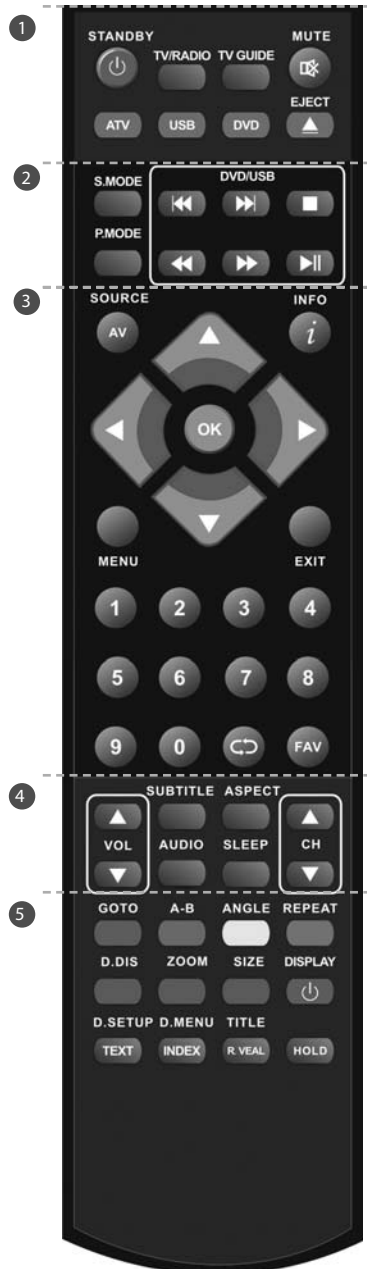 1
STANDBY MUTE
TV/RADIO TV GUIDE
EJECT
ATV USB DVD
2
S.MODE DVD/USB
P.MODE
3
SOURCE INFO
AV i
OK
MENU EXIT
1 2 3 4
5 6 7 8
9 0 FAV
4
SUBTITLE ASPECT
VOL AUDIO SLEEP CH
5
GOTO A-B ANGLE REPEAT
D.DIS ZOOM SIZE DISPLAY
D.SETUP D.MENU TITLE
TEXT INDEX R.VEAL HOLD